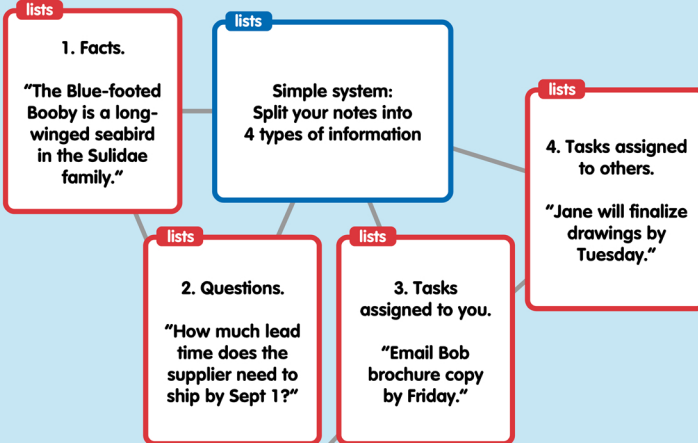 lists
1. Facts.
"The Blue-footed
Booby is a long-
winged seabird
in the Sulidae
family."
lists
Simple system:
Split your notes into
4 types of information
lists
4. Tasks assigned
to others.
"Jane will finalize
drawings by
Tuesday."
lists
2. Questions.
"How much lead
time does the
supplier need to
ship by Sept 1?"
lists
3. Tasks
assigned to you.
"Email Bob
brochure copy
by Friday."